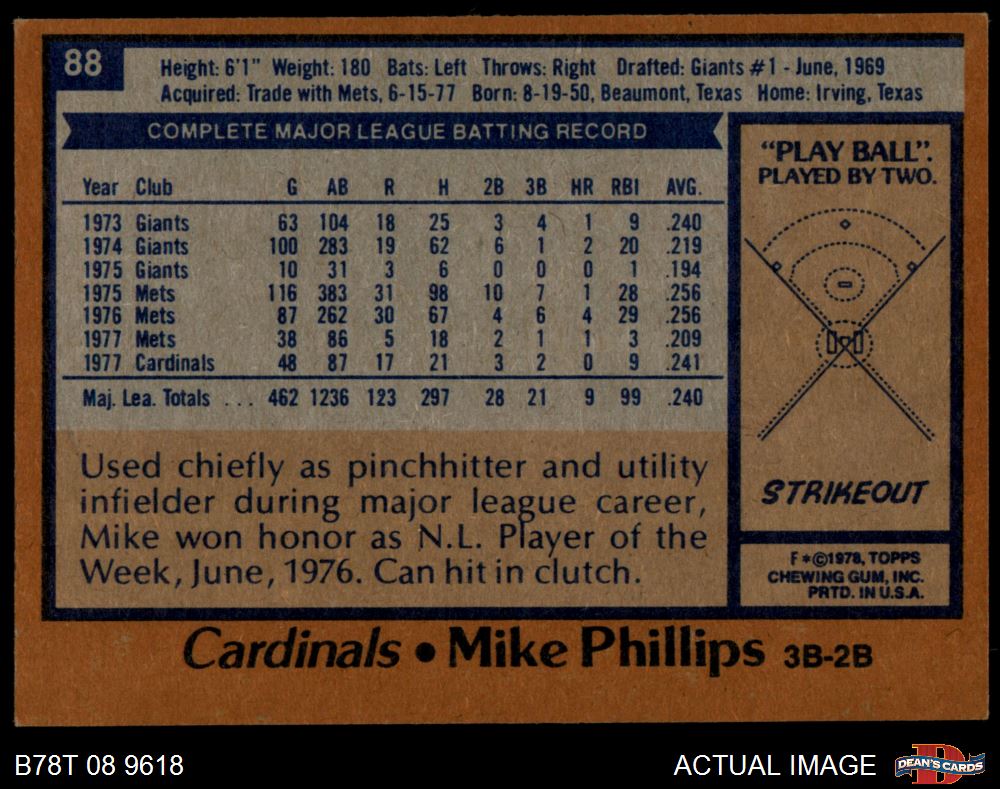 88
Height: 6'1" Weight: 180 Bats: Left Throws: Right Drafted: Giants #1 - June, 1969
Acquired: Trade with Mets, 6-15-77 Born: 8-19-50, Beaumont, Texas Home: Irving, Texas
COMPLETE MAJOR LEAGUE BATTING RECORD
Year Club G AB R H 2B 3B HR RBI AVG.
1973 Giants 63 104 18 25 3 4 1 9 .240
1974 Giants 100 283 19 62 6 1 2 20 .219
1975 Giants 10 31 3 6 0 0 0 1 .194
1975 Mets 116 383 31 98 10 7 1 28 .256
1976 Mets 87 262 30 67 4 6 4 29 .256
1977 Mets 38 86 5 18 2 1 1 3 .209
1977 Cardinals 48 87 17 21 3 2 0 9 .241
Maj. Lea. Totals . . . 462 1236 123 297 28 21 9 99 .240
Used chiefly as pinchhitter and utility
infielder during major league career,
Mike won honor as N.L. Player of the
Week, June, 1976. Can hit in clutch.
"PLAY BALL".
PLAYED BY TWO.
STRIKEOUT
F*©1978, TOPPS
CHEWING GUM, INC.
PRTD. IN U.S.A.
Cardinals • Mike Phillips 3B-2B
B78T 08 9618
ACTUAL IMAGE
D
DEAN'S CARDS